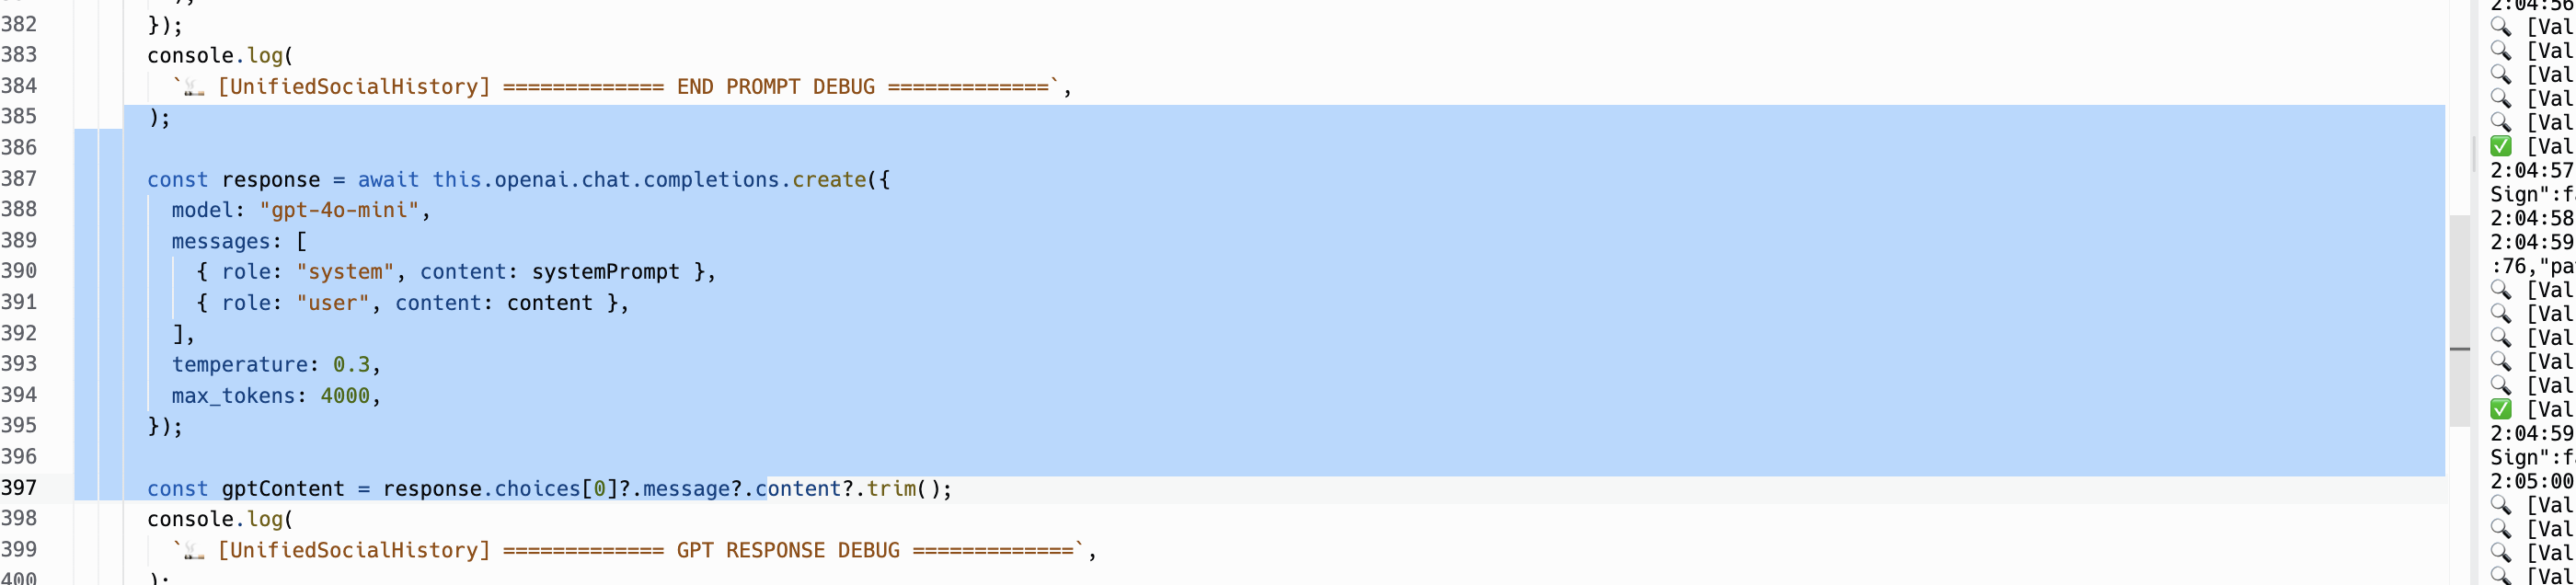 382 });
383 console.log(
384 `🚬 [UnifiedSocialHistory] ============= END PROMPT DEBUG =============`,
385 );
386
387 const response = await this.openai.chat.completions.create({
388 model: "gpt-4o-mini",
389 messages: [
390 { role: "system", content: systemPrompt },
391 { role: "user", content: content },
392 ],
393 temperature: 0.3,
394 max_tokens: 4000,
395 });
396
397 const gptContent = response.choices[0]?.message?.content?.trim();
398 console.log(
399 `🚬 [UnifiedSocialHistory] ============= GPT RESPONSE DEBUG =============`,
400 );
2:04:56
🔍 [Val
🔍 [Val
🔍 [Val
🔍 [Val
🔍 [Val
✅ [Val
2:04:57
Sign":f
2:04:58
2:04:59
:76,"pa
🔍 [Val
🔍 [Val
🔍 [Val
🔍 [Val
🔍 [Val
✅ [Val
2:04:59
Sign":f
2:05:00
🔍 [Val
🔍 [Val
🔍 [Val
🔍 [Val